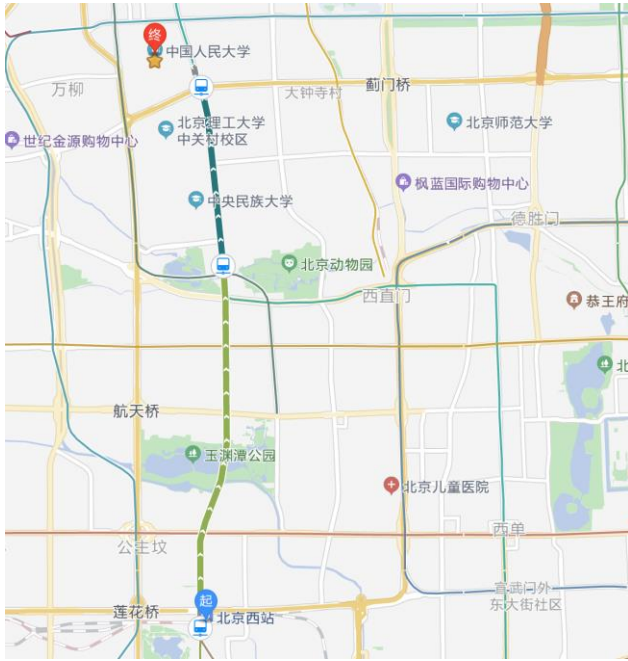 终
中国人民大学
万柳
大钟寺村
蓟门桥
北京理工大学
中关村校区
北京师范大学
世纪金源购物中心
枫蓝国际购物中心
中央民族大学
德胜门
北京动物园
西直门
恭王府
北
航天桥
玉渊潭公园
北京儿童医院
西单
公主坟
宣武门外
东大街社区
起
莲花桥
北京西站